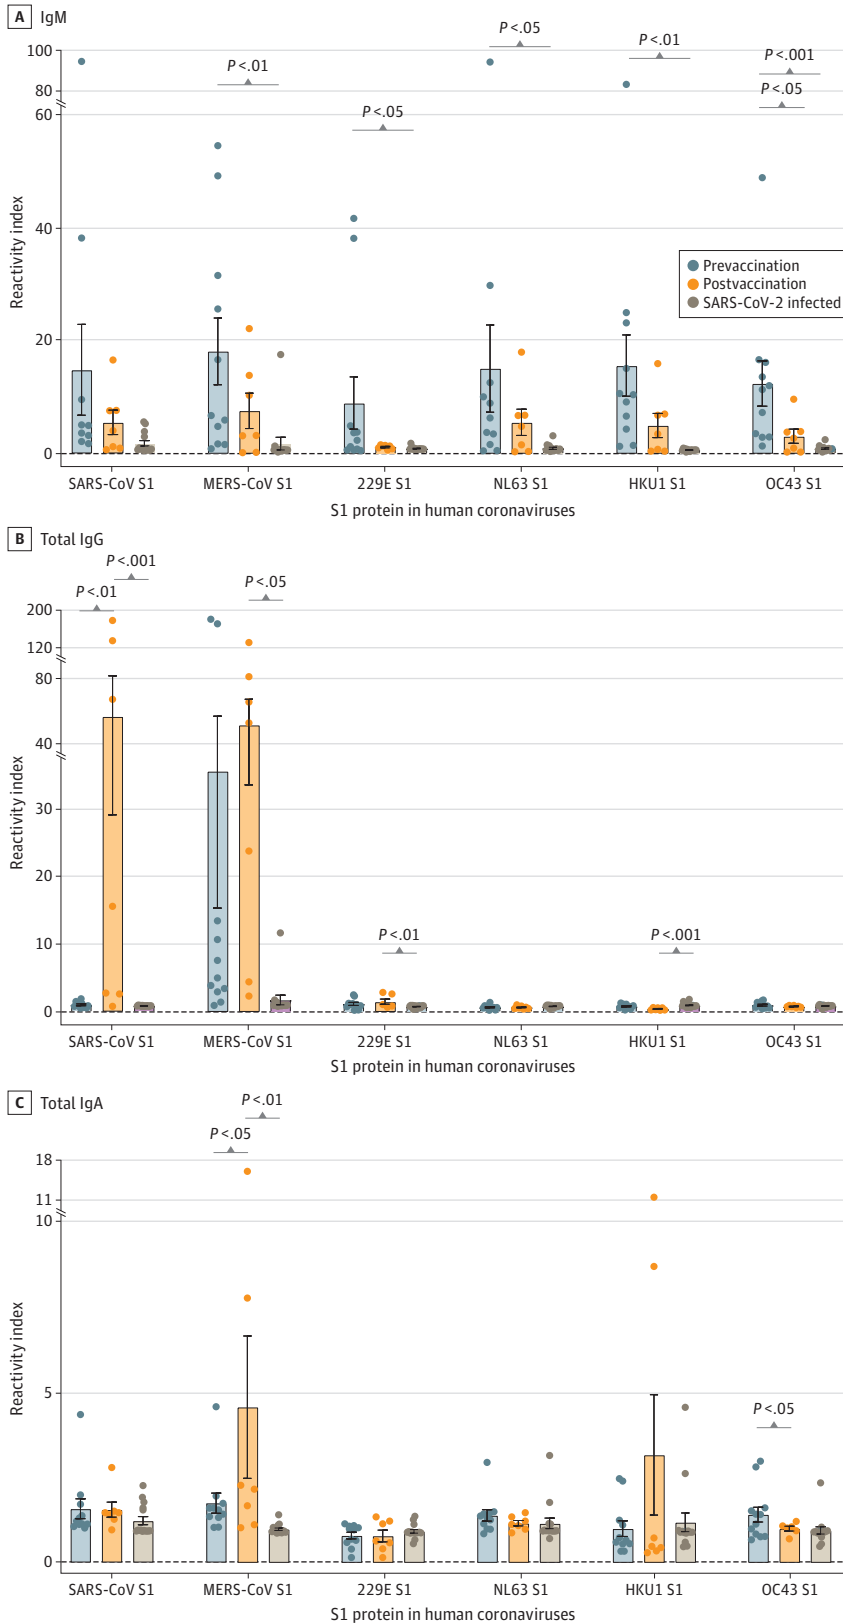 A IgM
P <.05
P <.01
P <.001
P <.01
P <.05
P <.05
100
80
60
40
20
0
Reactivity index
Prevaccination
Postvaccination
SARS-CoV-2 infected
SARS-CoV S1 MERS-CoV S1 229E S1 NL63 S1 HKU1 S1 OC43 S1
S1 protein in human coronaviruses
B Total IgG
P <.001
P <.01
P <.05
P <.01
P <.001
200
120
80
40
30
20
10
0
Reactivity index
SARS-CoV S1 MERS-CoV S1 229E S1 NL63 S1 HKU1 S1 OC43 S1
S1 protein in human coronaviruses
C Total IgA
P <.01
P <.05
P <.05
18
11
10
5
0
Reactivity index
SARS-CoV S1 MERS-CoV S1 229E S1 NL63 S1 HKU1 S1 OC43 S1
S1 protein in human coronaviruses